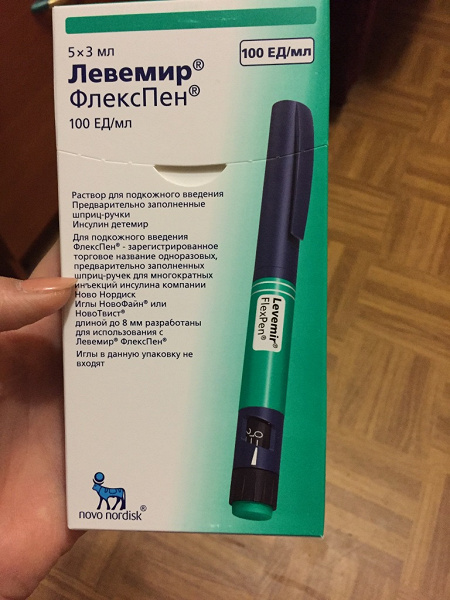 5 × 3 мл
100 ЕД/мл
Левемир®
ФлексПен®
100 ЕД/мл
Раствор для подкожного введения
Предварительно заполненные
шприц-ручки
Инсулин детемир
Для подкожного введения
ФлексПен® - зарегистрированное
торговое название одноразовых,
предварительно заполненных
шприц-ручек для многократных
инъекций инсулина компании
Ново Нордиск
Иглы НовоФайн® или
НовоТвист®
длиной до 8 мм разработаны
для использования с
Левемир® ФлексПен®
Иглы в данную упаковку не
входят
Levemir®
FlexPen®
novo nordisk®